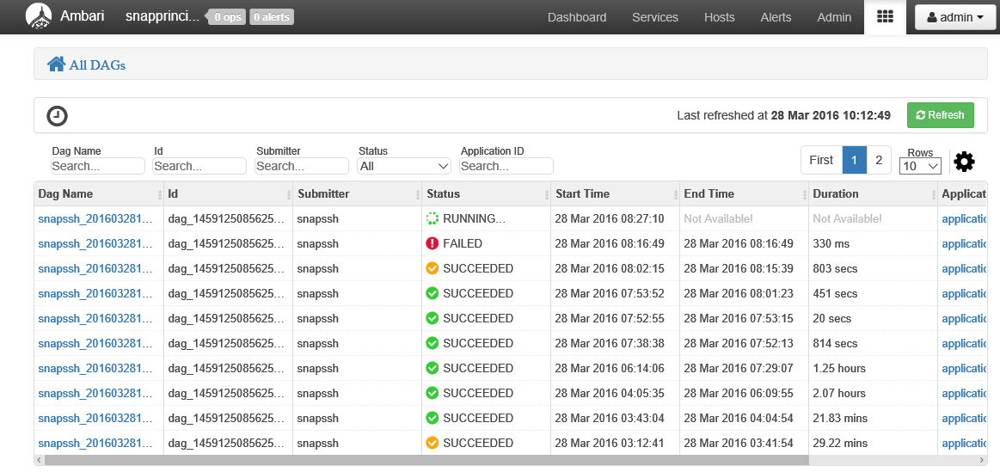 Ambari snapprinci... 0 ops 0 alerts Dashboard Services Hosts Alerts Admin admin
All DAGs
Last refreshed at 28 Mar 2016 10:12:49 Refresh
Dag Name Id Submitter Status Application ID
Search... Search... Search... All Search... First 1 2 Rows 10
Dag Name Id Submitter Status Start Time End Time Duration Applicat
snapssh_201603281... dag_1459125085625... snapssh RUNNING... 28 Mar 2016 08:27:10 Not Available! Not Available! applicatio
snapssh_201603281... dag_1459125085625... snapssh FAILED 28 Mar 2016 08:16:49 28 Mar 2016 08:16:49 330 ms applicatio
snapssh_201603281... dag_1459125085625... snapssh SUCCEEDED 28 Mar 2016 08:02:15 28 Mar 2016 08:15:39 803 secs applicatio
snapssh_201603281... dag_1459125085625... snapssh SUCCEEDED 28 Mar 2016 07:53:52 28 Mar 2016 08:01:23 451 secs applicatio
snapssh_201603281... dag_1459125085625... snapssh SUCCEEDED 28 Mar 2016 07:52:55 28 Mar 2016 07:53:15 20 secs applicatio
snapssh_201603281... dag_1459125085625... snapssh SUCCEEDED 28 Mar 2016 07:38:38 28 Mar 2016 07:52:13 814 secs applicatio
snapssh_201603281... dag_1459125085625... snapssh SUCCEEDED 28 Mar 2016 06:14:06 28 Mar 2016 07:29:07 1.25 hours applicatio
snapssh_201603281... dag_1459125085625... snapssh SUCCEEDED 28 Mar 2016 04:05:35 28 Mar 2016 06:09:55 2.07 hours applicatio
snapssh_201603281... dag_1459125085625... snapssh SUCCEEDED 28 Mar 2016 03:43:04 28 Mar 2016 04:04:54 21.83 mins applicatio
snapssh_201603281... dag_1459125085625... snapssh SUCCEEDED 28 Mar 2016 03:12:41 28 Mar 2016 03:41:54 29.22 mins applicatio